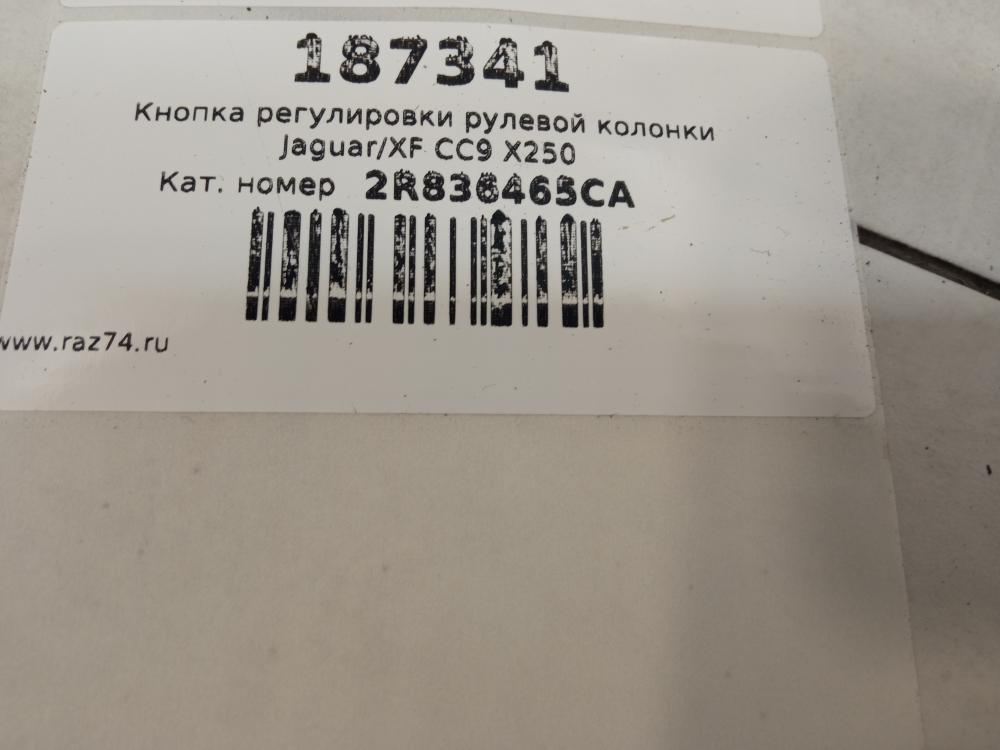 187341
Кнопка регулировки рулевой колонки
Jaguar/XF CC9 X250
Кат. номер 2R836465CA
www.raz74.ru